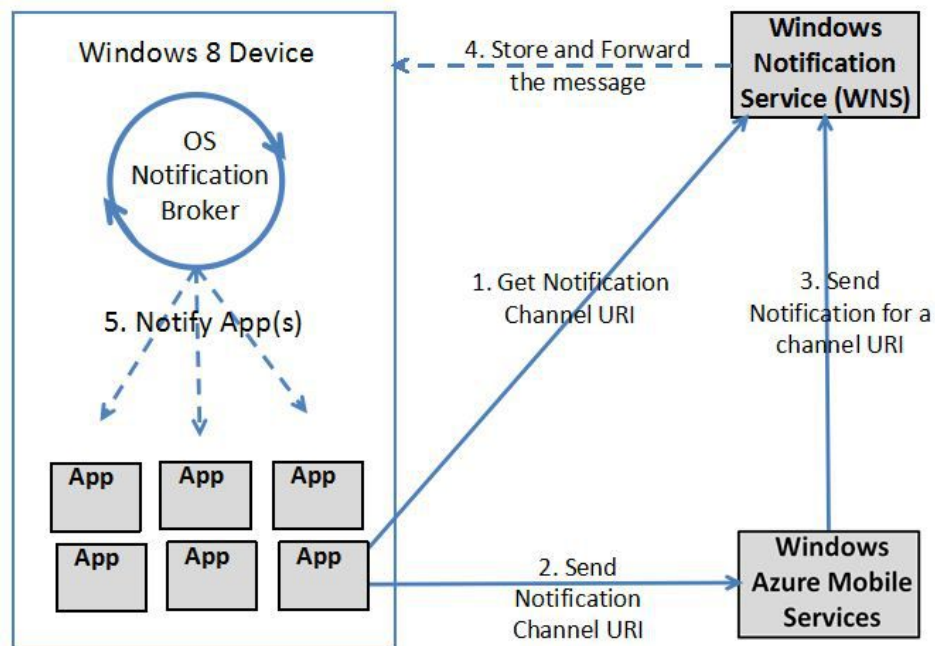 Windows 8 Device
OS
Notification
Broker
5. Notify App(s)
App
App
App
App
App
App
4. Store and Forward
the message
Windows
Notification
Service (WNS)
1. Get Notification
Channel URI
3. Send
Notification for a
channel URI
2. Send
Notification
Channel URI
Windows
Azure Mobile
Services